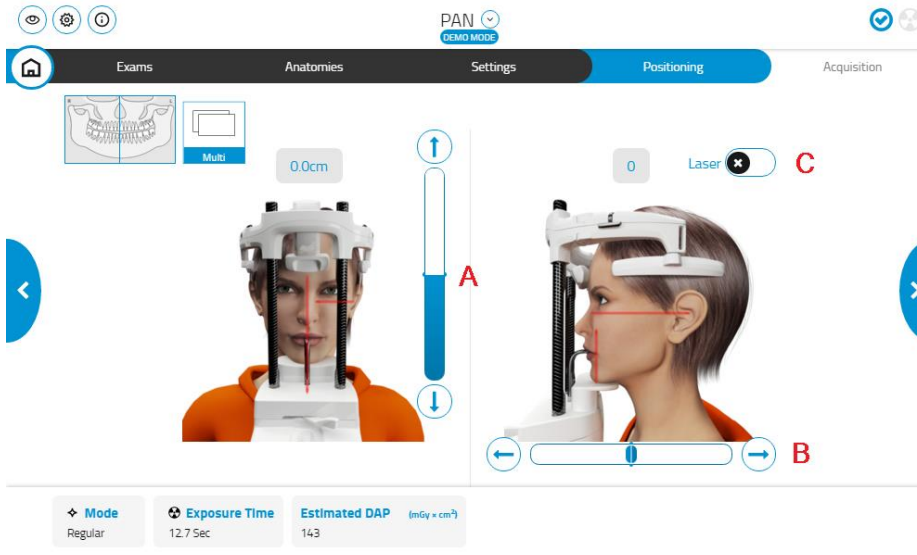 PAN
DEMO MODE
Exams Anatomies Settings Positioning Acquisition
R L
Multi
0.0cm
0
Laser
C
A
B
Mode
Regular
Exposure Time
12.7 Sec
Estimated DAP (mGy × cm²)
143